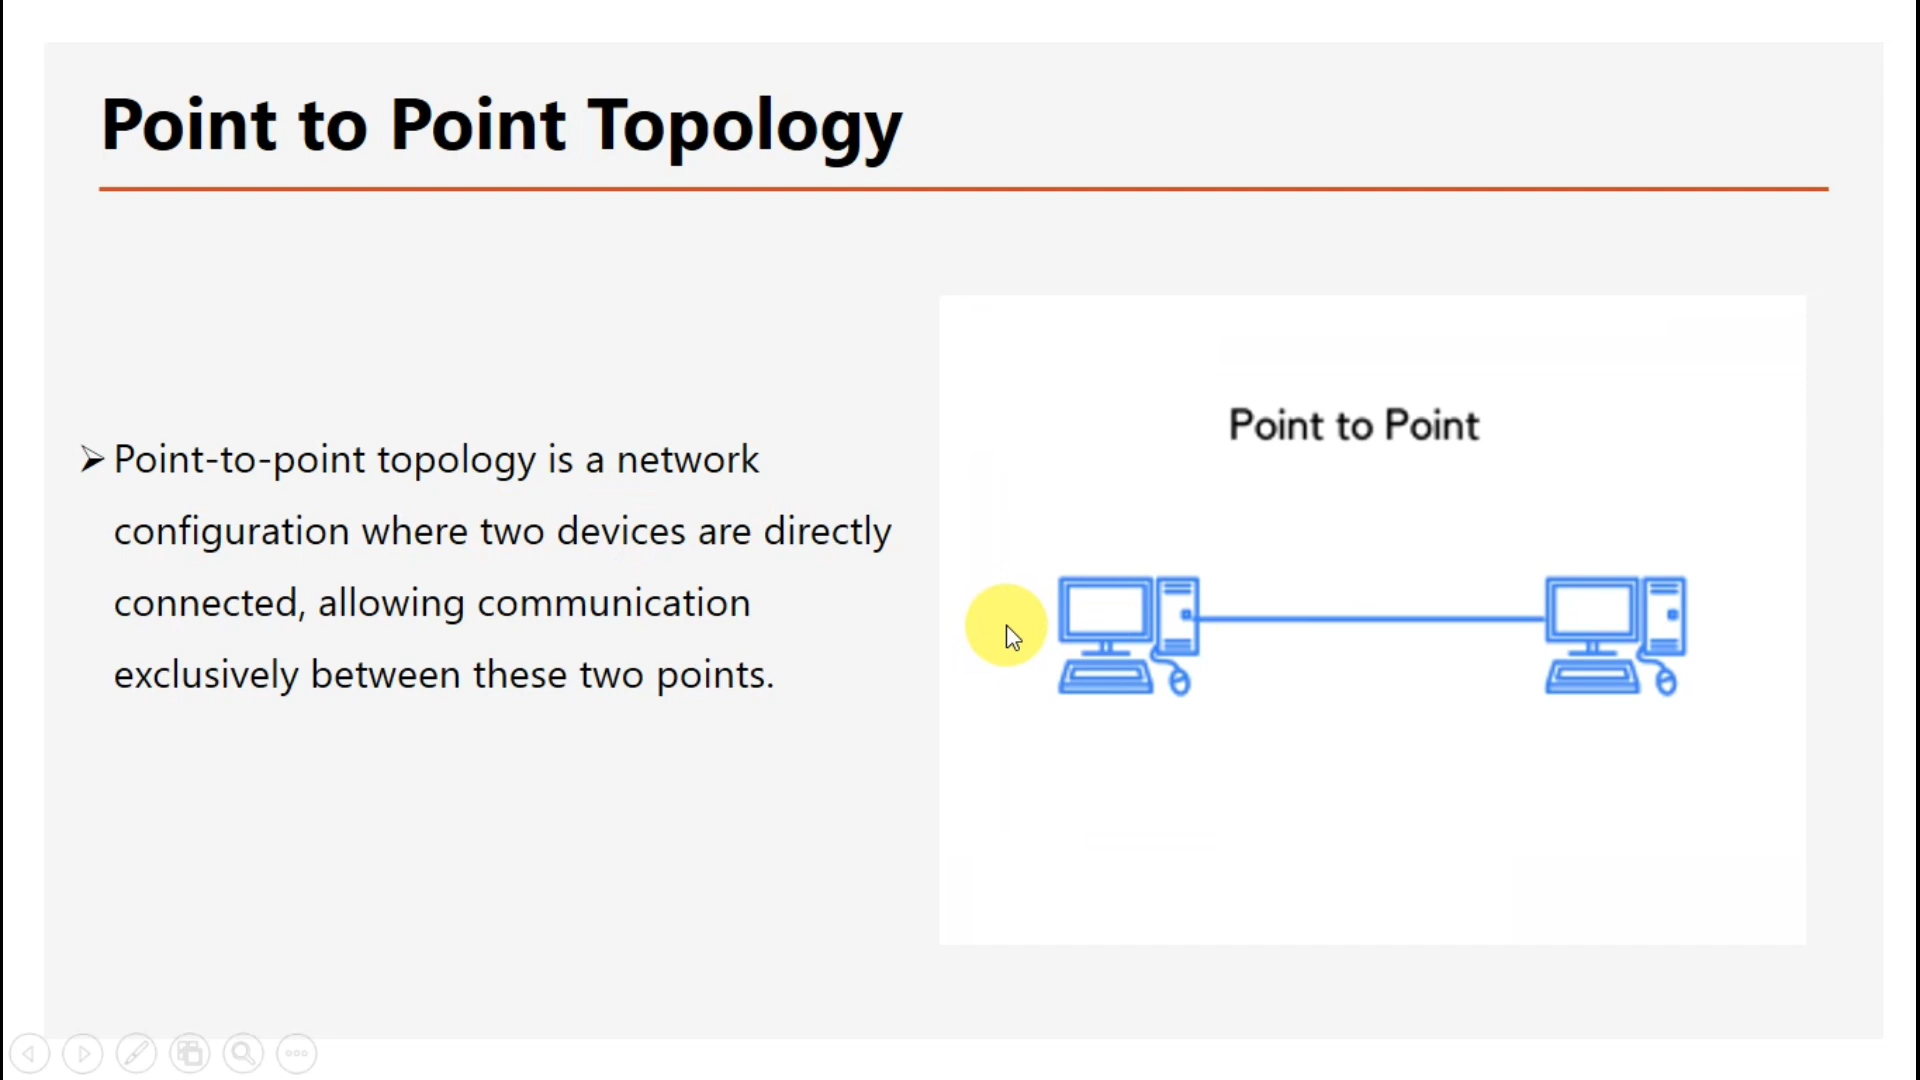 Point to Point Topology
➢ Point-to-point topology is a network
configuration where two devices are directly
connected, allowing communication
exclusively between these two points.
Point to Point